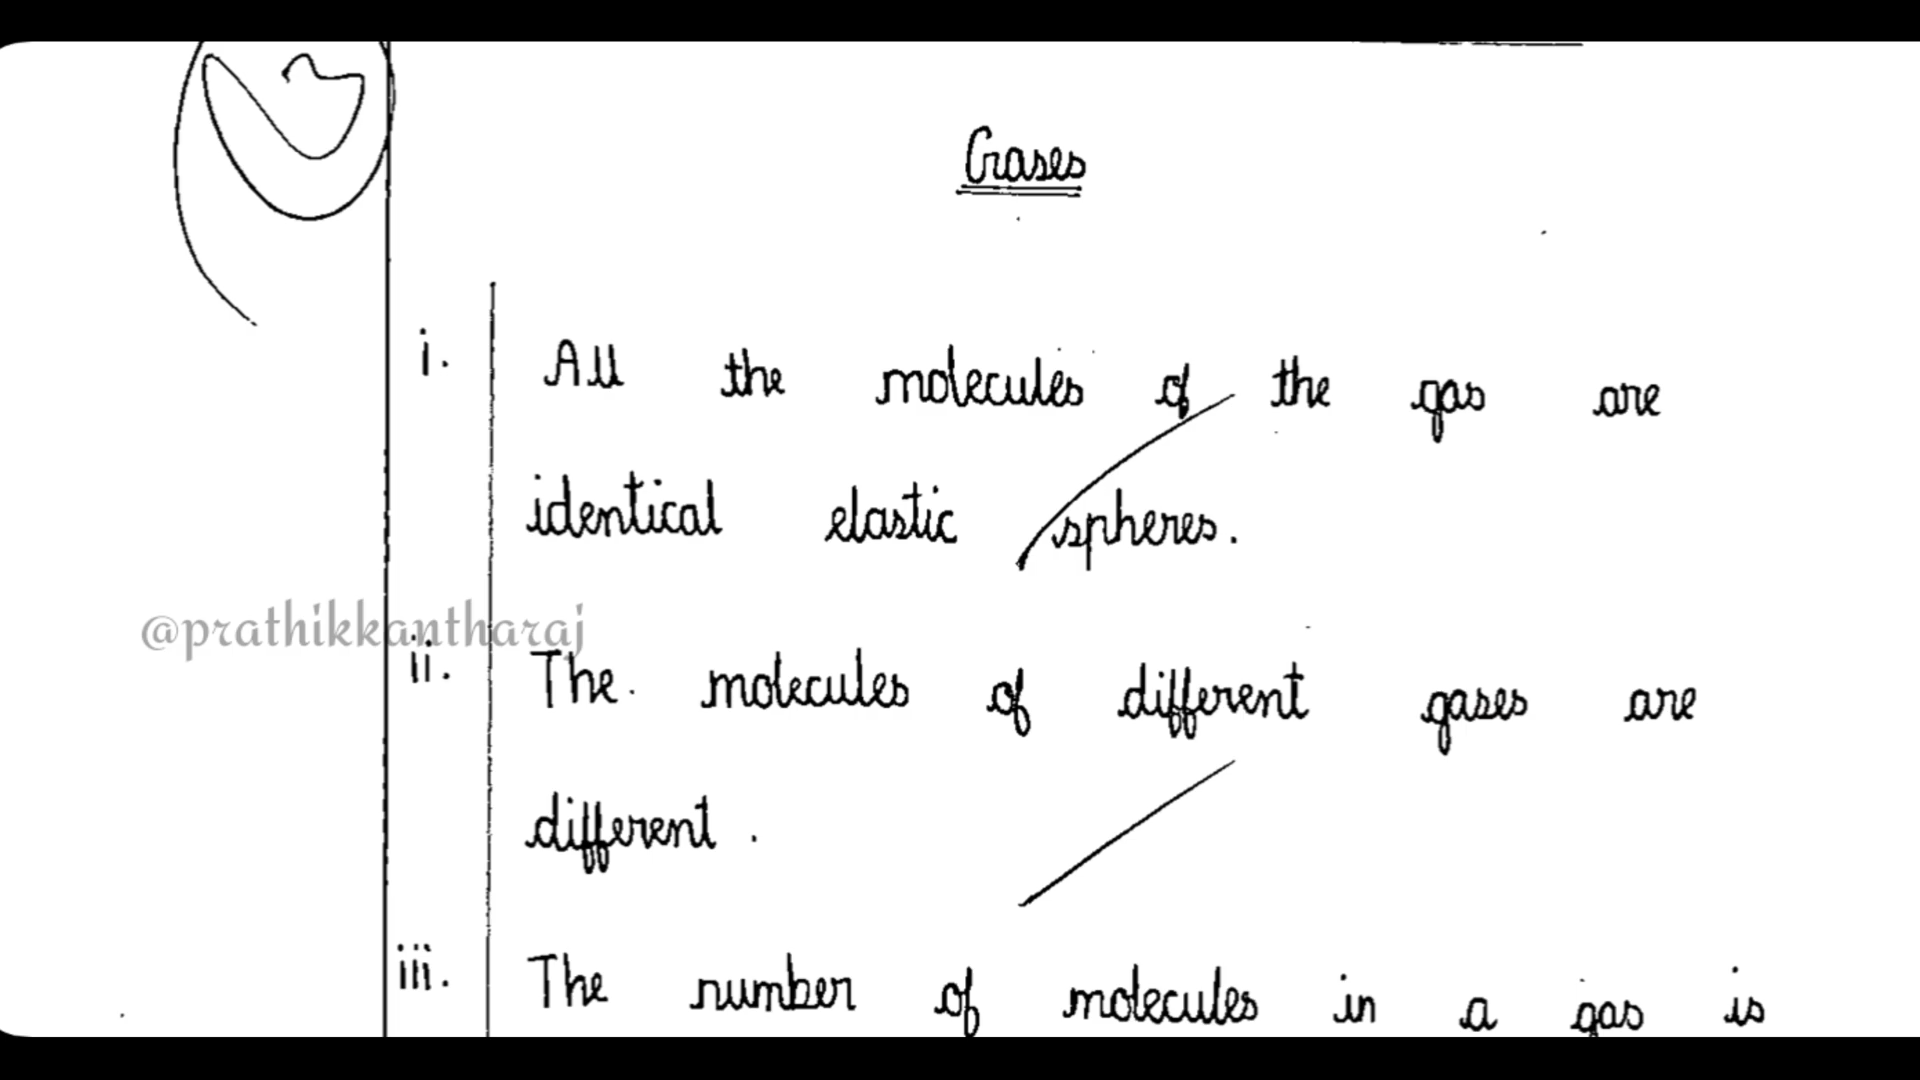 Gases
i. All the molecules of the gas are
identical elastic spheres.
@prathikkantharaj
ii. The molecules of different gases are
different.
iii. The number of molecules in a gas is